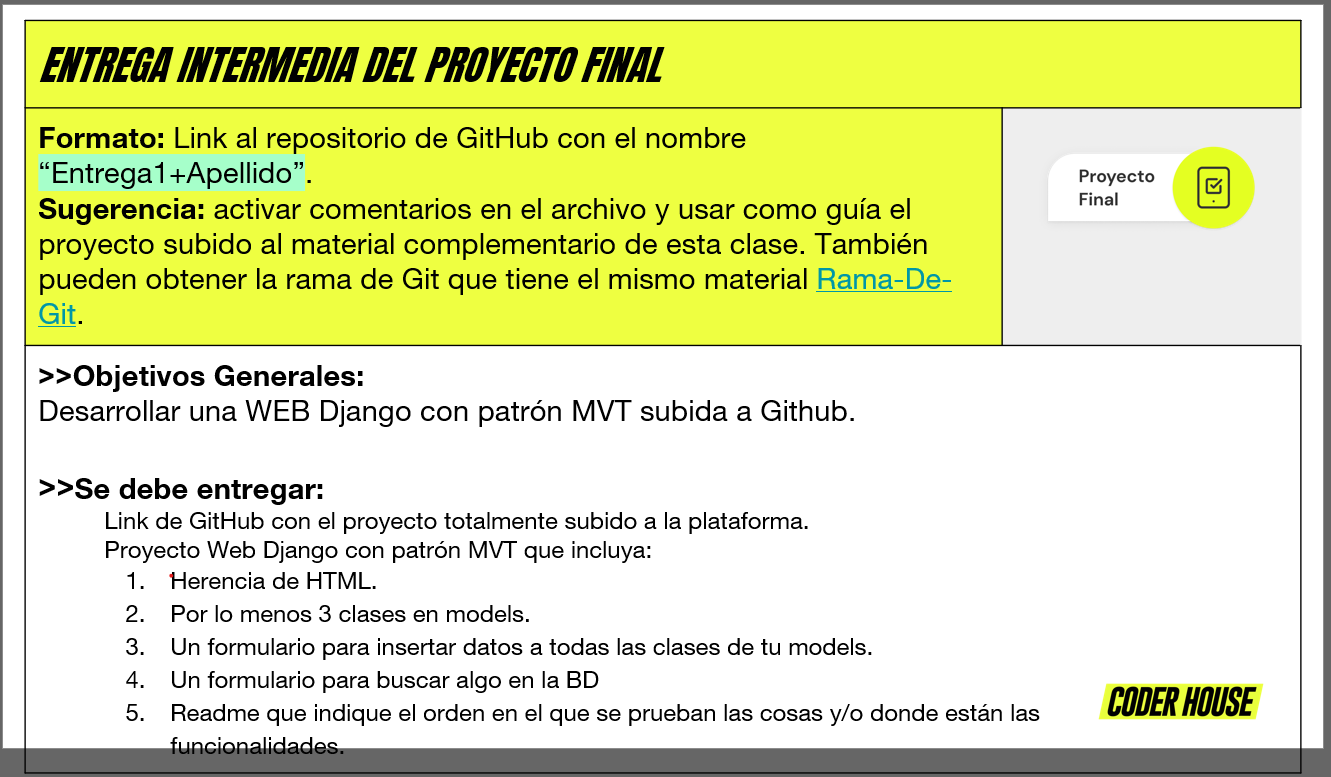 ENTREGA INTERMEDIA DEL PROYECTO FINAL
Formato: Link al repositorio de GitHub con el nombre
“Entrega1+Apellido”.
Sugerencia: activar comentarios en el archivo y usar como guía el
proyecto subido al material complementario de esta clase. También
pueden obtener la rama de Git que tiene el mismo material Rama-De-
Git.
Proyecto
Final
>>Objetivos Generales:
Desarrollar una WEB Django con patrón MVT subida a Github.
>>Se debe entregar:
Link de GitHub con el proyecto totalmente subido a la plataforma.
Proyecto Web Django con patrón MVT que incluya:
1. Herencia de HTML.
2. Por lo menos 3 clases en models.
3. Un formulario para insertar datos a todas las clases de tu models.
4. Un formulario para buscar algo en la BD
5. Readme que indique el orden en el que se prueban las cosas y/o donde están las
funcionalidades.
CODER HOUSE